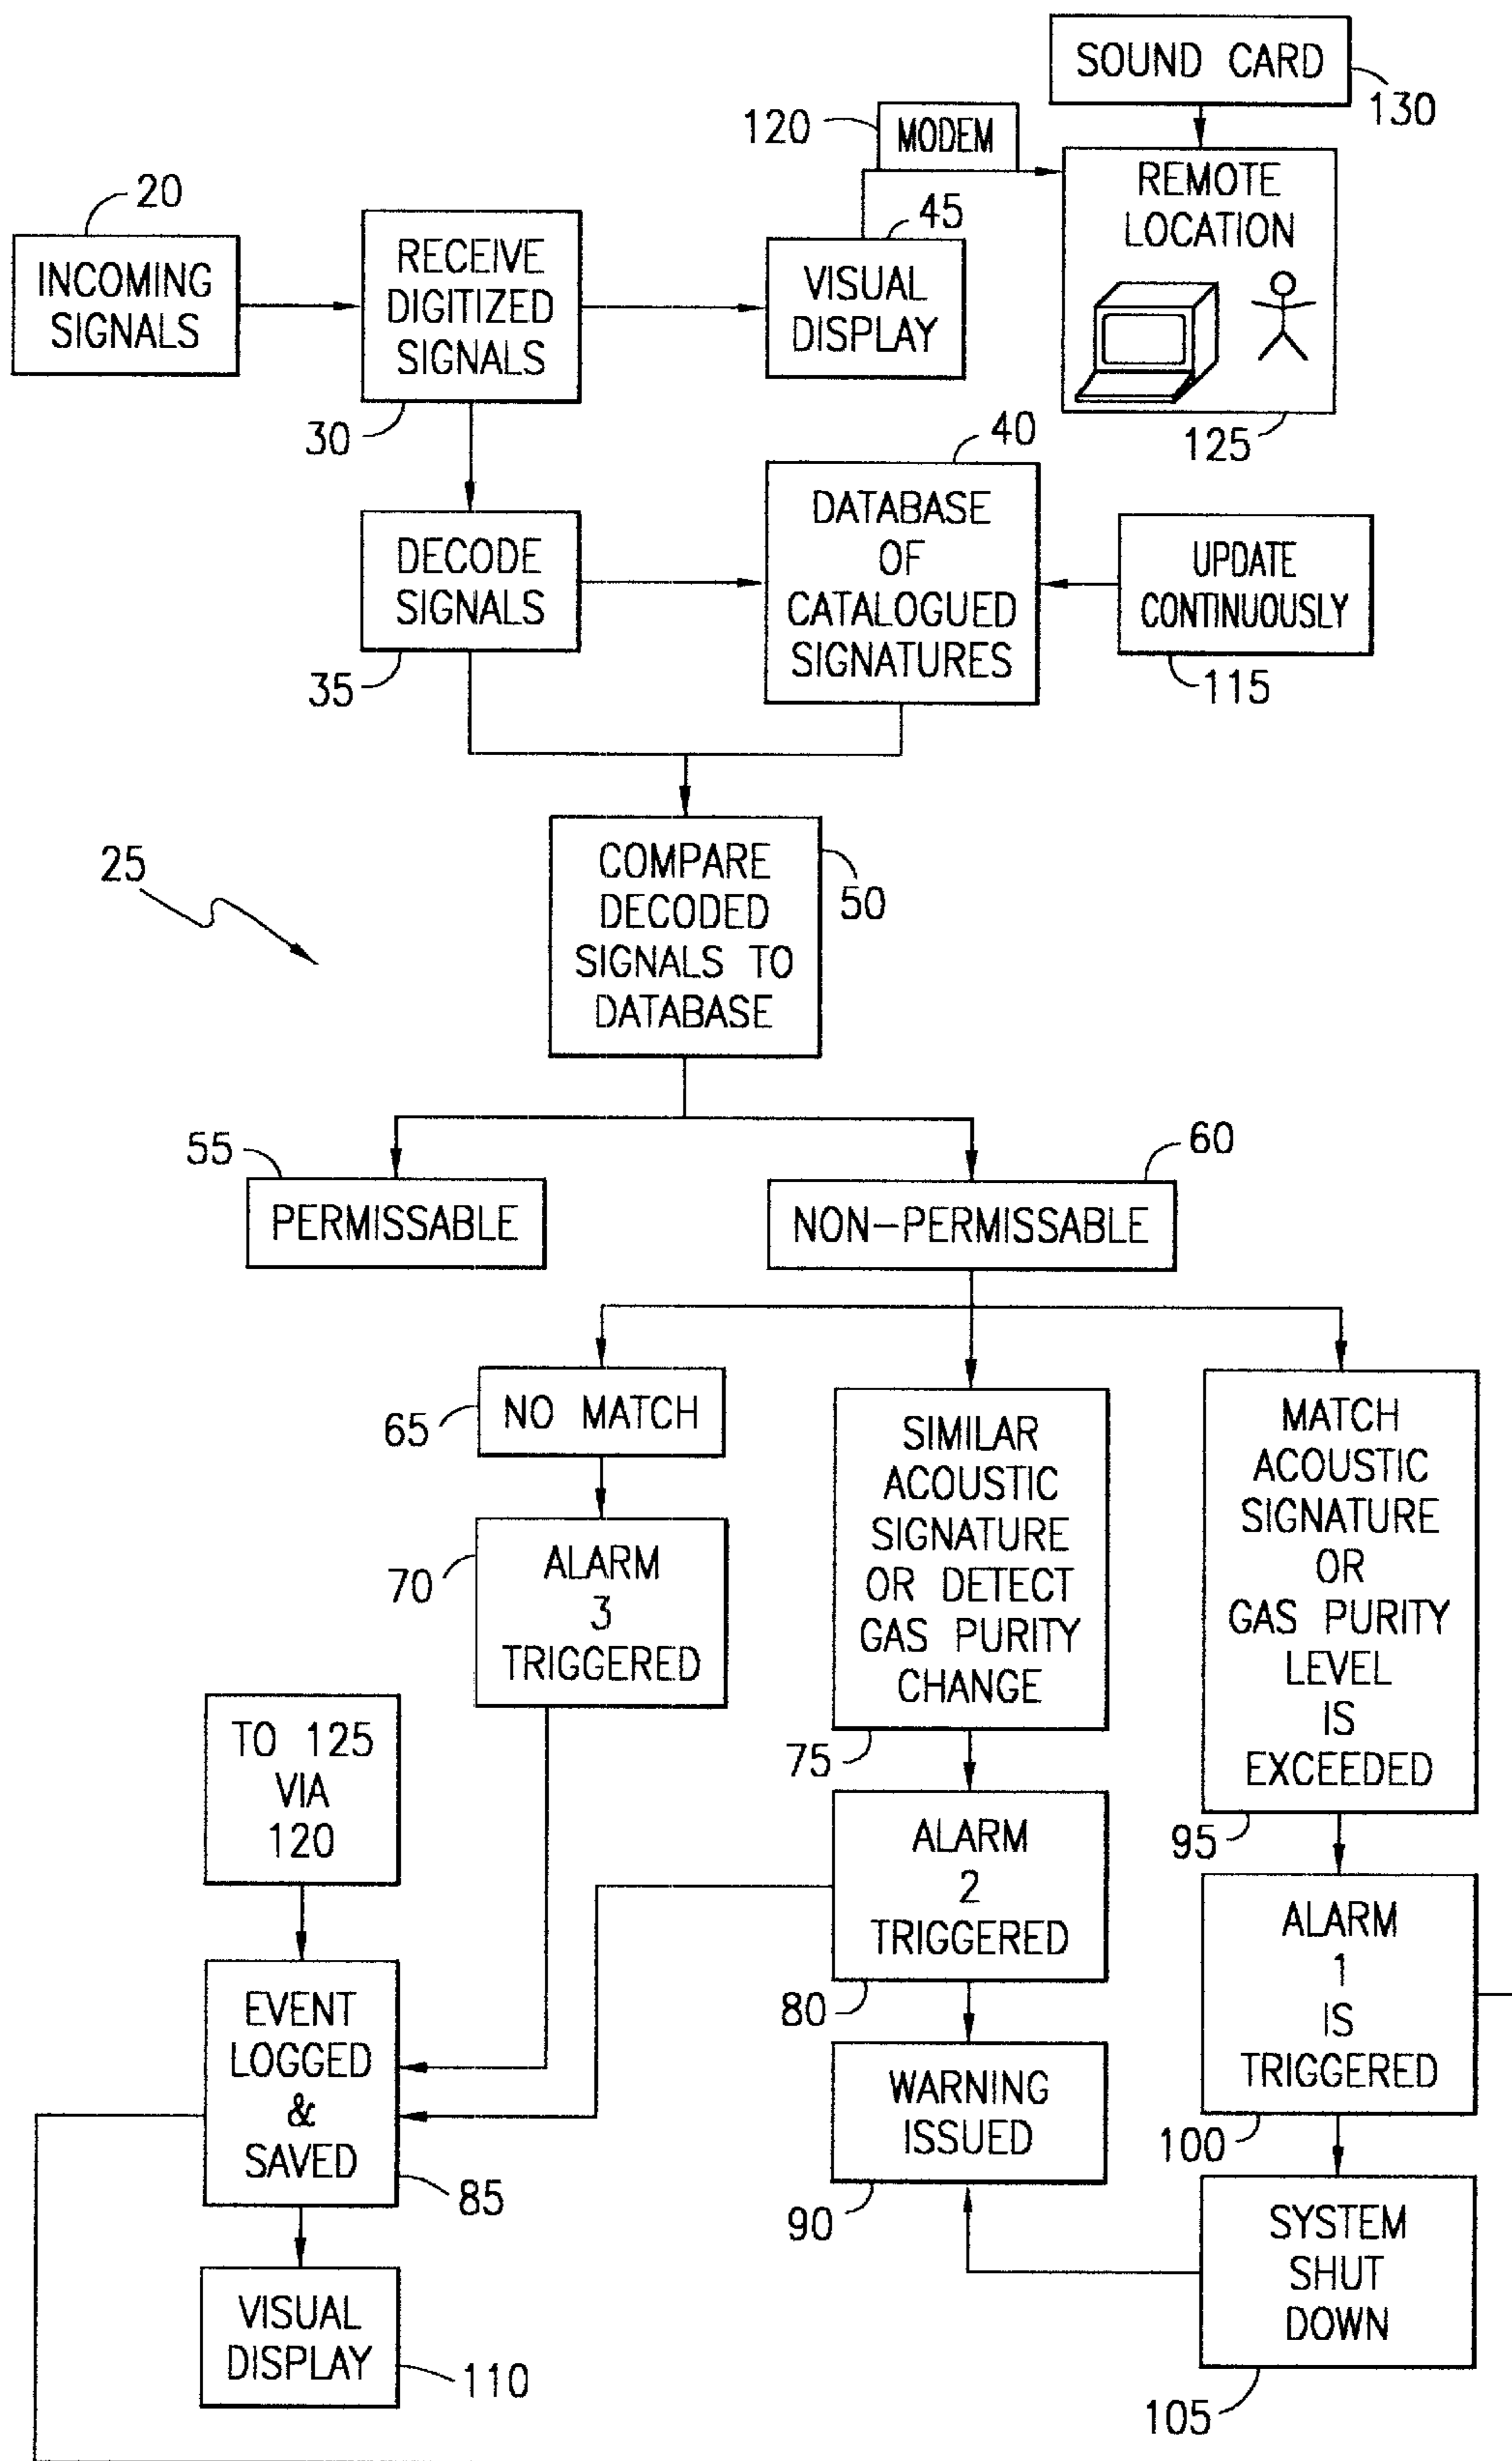 SOUND CARD
130
120
MODEM
REMOTE
LOCATION
125
20
INCOMING
SIGNALS
RECEIVE
DIGITIZED
SIGNALS
30
45
VISUAL
DISPLAY
DECODE
SIGNALS
35
40
DATABASE
OF
CATALOGUED
SIGNATURES
UPDATE
CONTINUOUSLY
115
25
COMPARE
DECODED
SIGNALS TO
DATABASE
50
55
PERMISSABLE
60
NON-PERMISSABLE
65
NO MATCH
70
ALARM
3
TRIGGERED
SIMILAR
ACOUSTIC
SIGNATURE
OR DETECT
GAS PURITY
CHANGE
75
MATCH
ACOUSTIC
SIGNATURE
OR
GAS PURITY
LEVEL
IS
EXCEEDED
95
TO 125
VIA
120
ALARM
2
TRIGGERED
80
ALARM
1
IS
TRIGGERED
100
EVENT
LOGGED
&
SAVED
85
WARNING
ISSUED
90
SYSTEM
SHUT
DOWN
105
VISUAL
DISPLAY
110